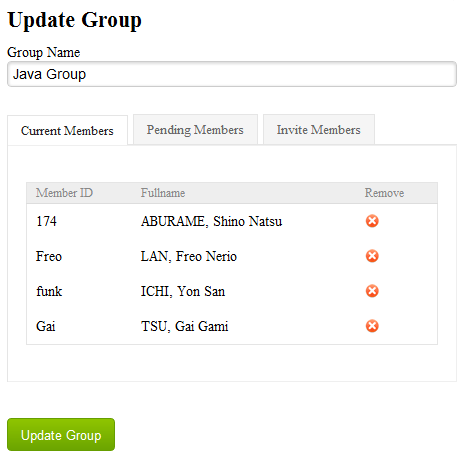 Update Group
Group Name
Java Group
Current Members Pending Members Invite Members
Member ID Fullname Remove
174 ABURAME, Shino Natsu
Freo LAN, Freo Nerio
funk ICHI, Yon San
Gai TSU, Gai Gami
Update Group